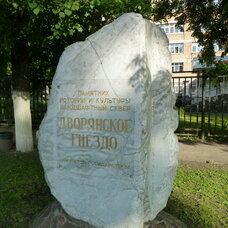 ПАМЯТНИК
ИСТОРИИ И КУЛЬТУРЫ
ЛАНДШАФТНЫЙ СКВЕР
ДВОРЯНСКОЕ
ГНЕЗДО